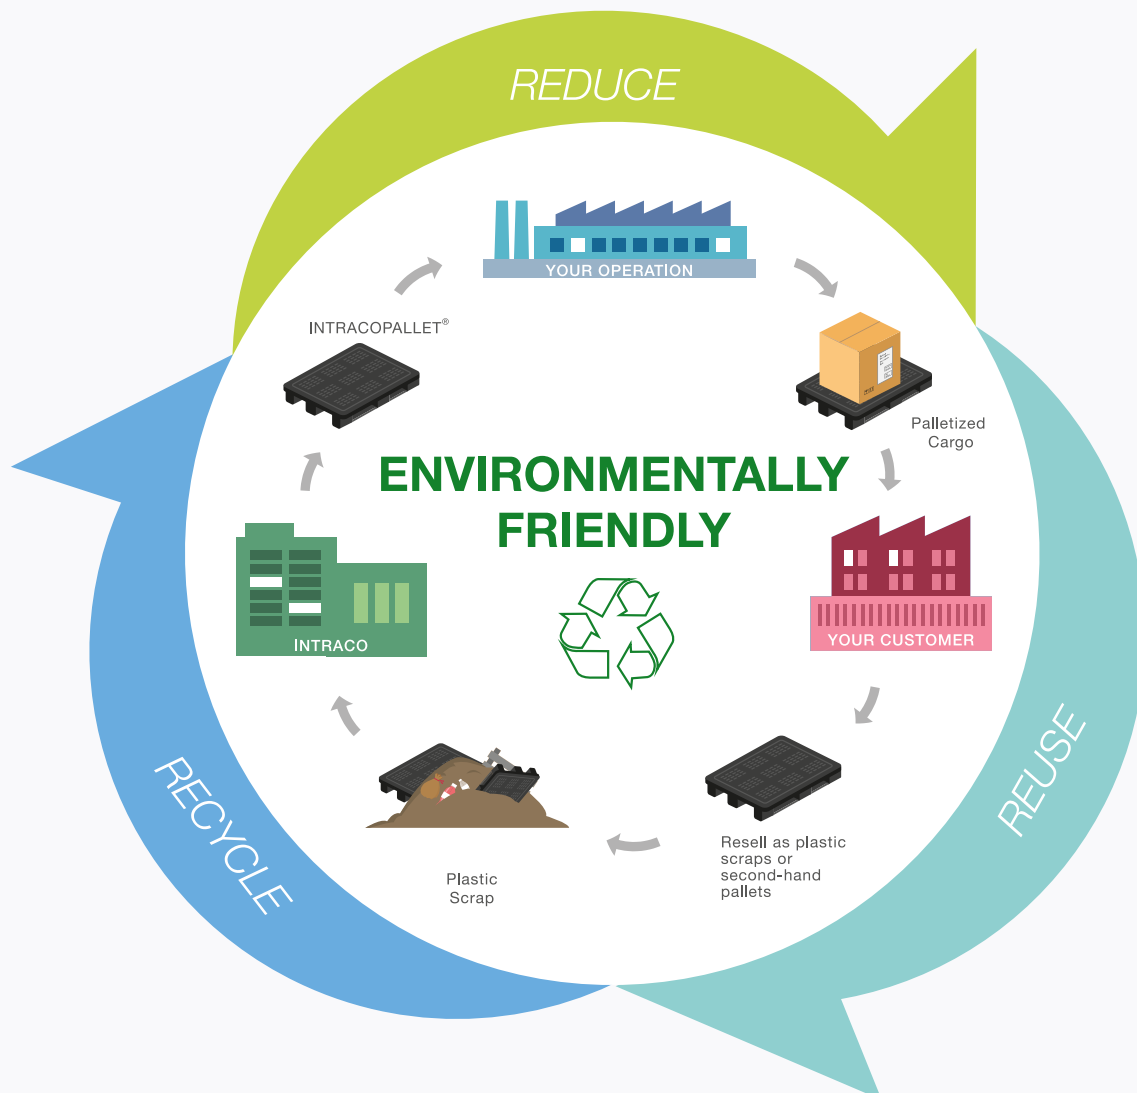 REDUCE
YOUR OPERATION
INTRACOPALLET®
Palletized
Cargo
ENVIRONMENTALLY
FRIENDLY
INTRACO
YOUR CUSTOMER
REUSE
RECYCLE
Resell as plastic
scraps or
second-hand
pallets
Plastic
Scrap